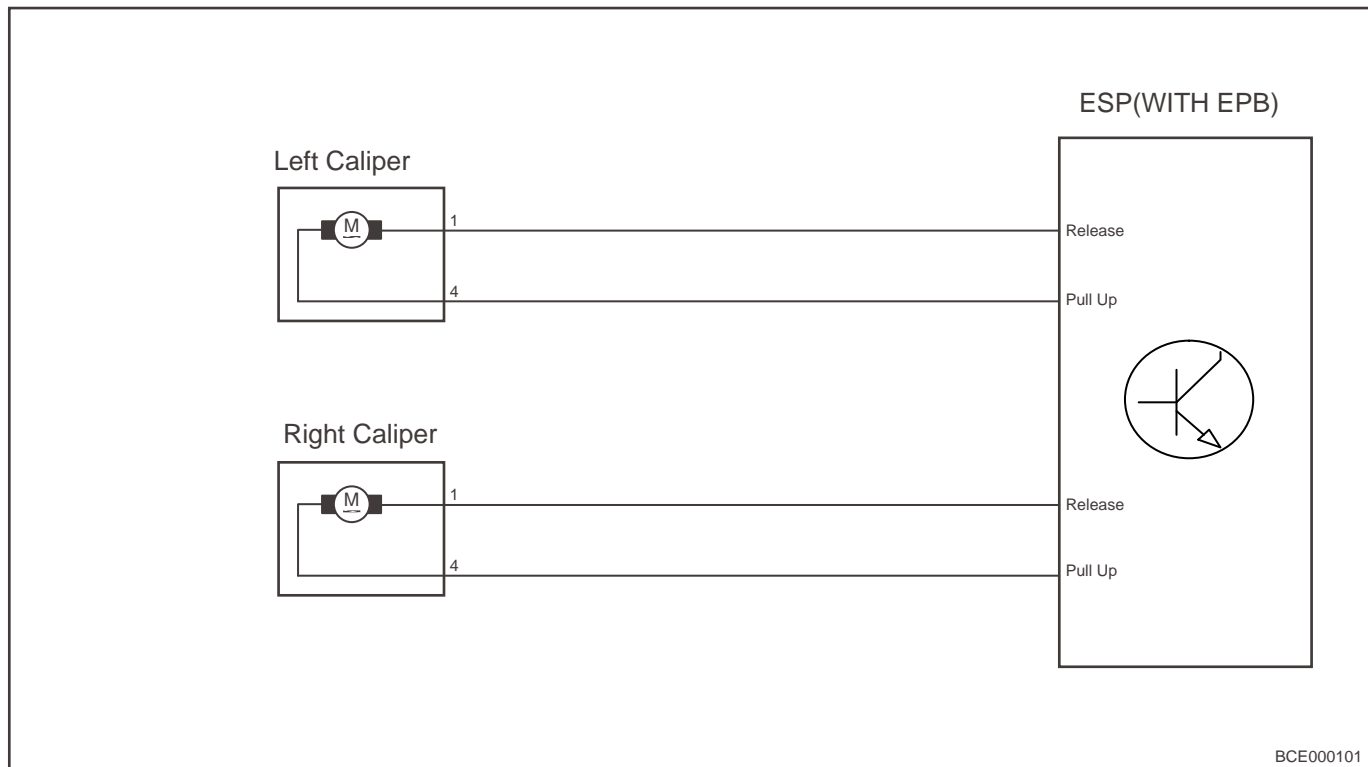 ESP(WITH EPB)
Left Caliper
M
1
Release
4
Pull Up
Right Caliper
M
1
Release
4
Pull Up
BCE000101